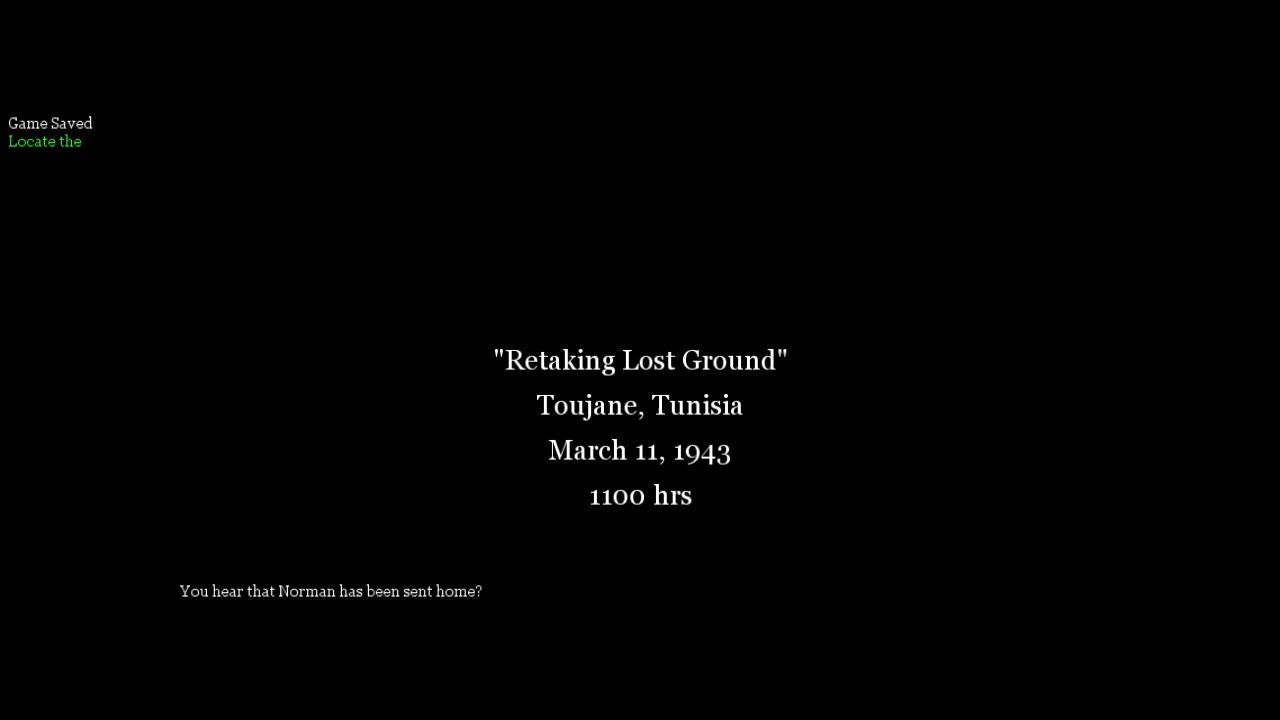 Game Saved
Locate the
"Retaking Lost Ground"
Toujane, Tunisia
March 11, 1943
1100 hrs
You hear that Norman has been sent home?